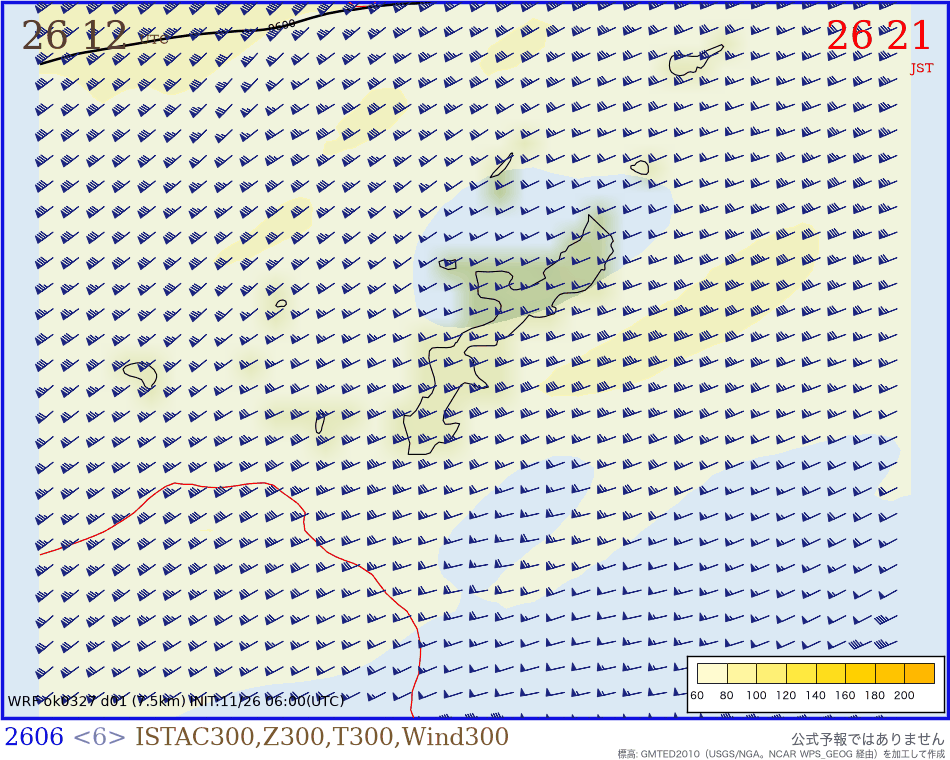 26 12 UTC
26 21
JST
9600
60 80 100 120 140 160 180 200
WRF ok0327 d01 (7.5km) INIT:11/26 06:00(UTC)
2606 <6> ISTAC300,Z300,T300,Wind300
公式予報ではありません
標高: GMTED2010（USGS/NGA。NCAR WPS_GEOG 経由）を加工して作成